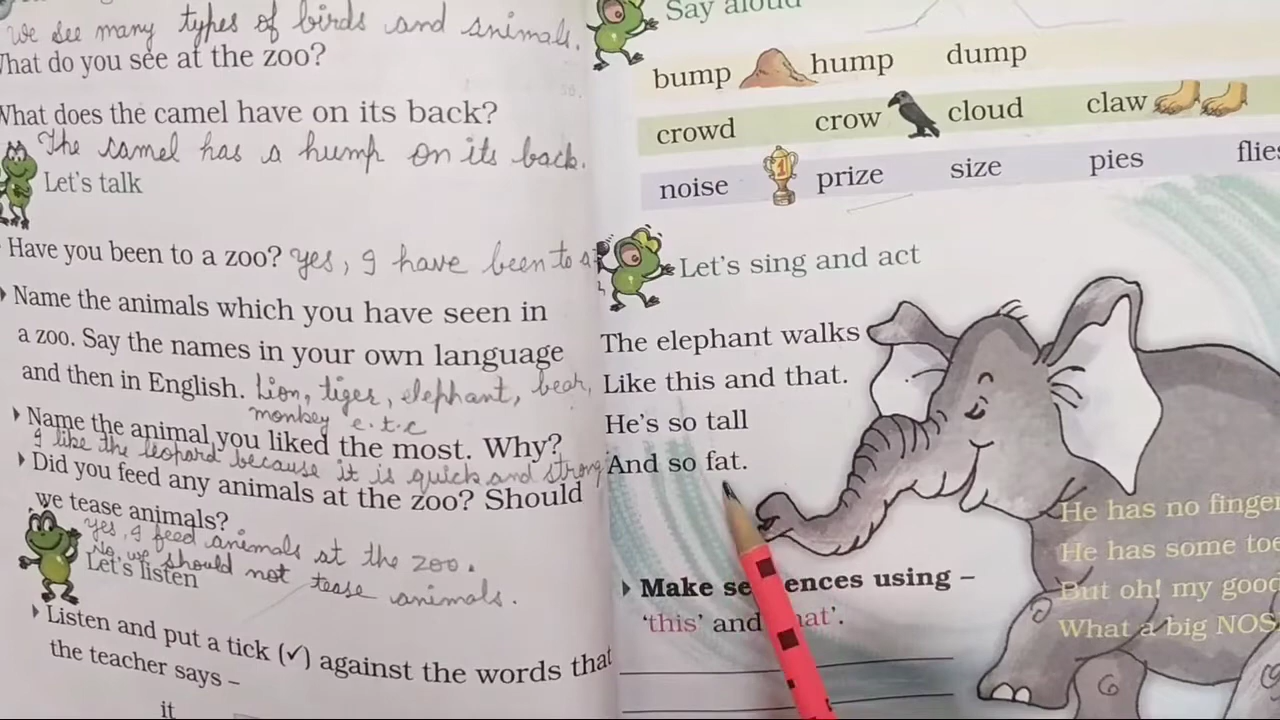 we see many types of birds and animals.
What do you see at the zoo?
What does the camel have on its back?
The camel has a hump on its back.
Let's talk
Have you been to a zoo? Yes, I have been to a
Name the animals which you have seen in
a zoo. Say the names in your own language
and then in English. Lion, tiger, elephant, bear,
monkey e.t.c
Name the animal you liked the most. Why?
I like the leopard because it is quick and strong
Did you feed any animals at the zoo? Should
we tease animals?
Yes, I feed animals at the zoo.
No, we should not tease animals.
Let's listen
Listen and put a tick (✓) against the words that
the teacher says –
it
Say aloud
bump hump dump
crowd crow cloud claw
noise prize size pies flies
1
Let's sing and act
The elephant walks
Like this and that.
He's so tall
And so fat.
He has no finger
He has some toe
But oh! my good
What a big NOS
Make sentences using –
'this' and 'that'.